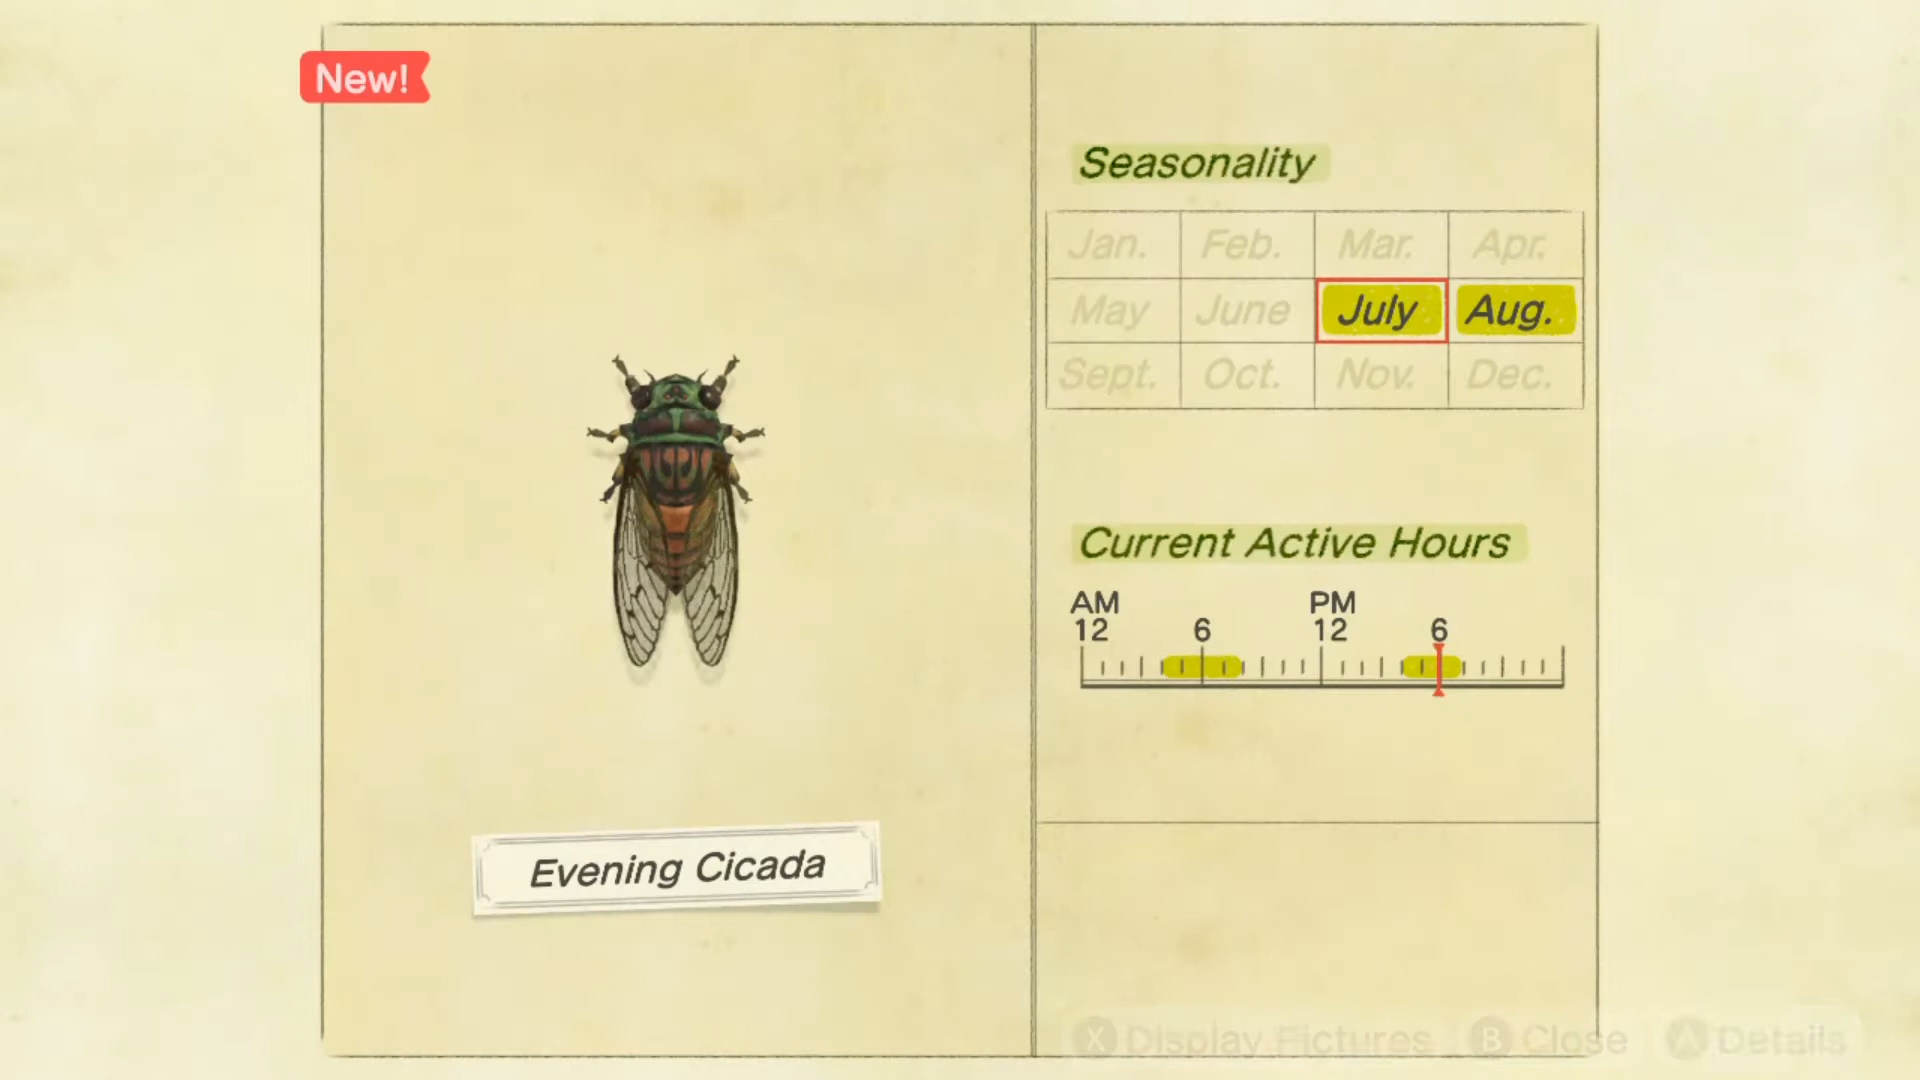 New!
Seasonality
Jan. Feb. Mar. Apr.
May June July Aug.
Sept. Oct. Nov. Dec.
Current Active Hours
AM PM
12 6 12 6
Evening Cicada
X Display Pictures B Close A Details